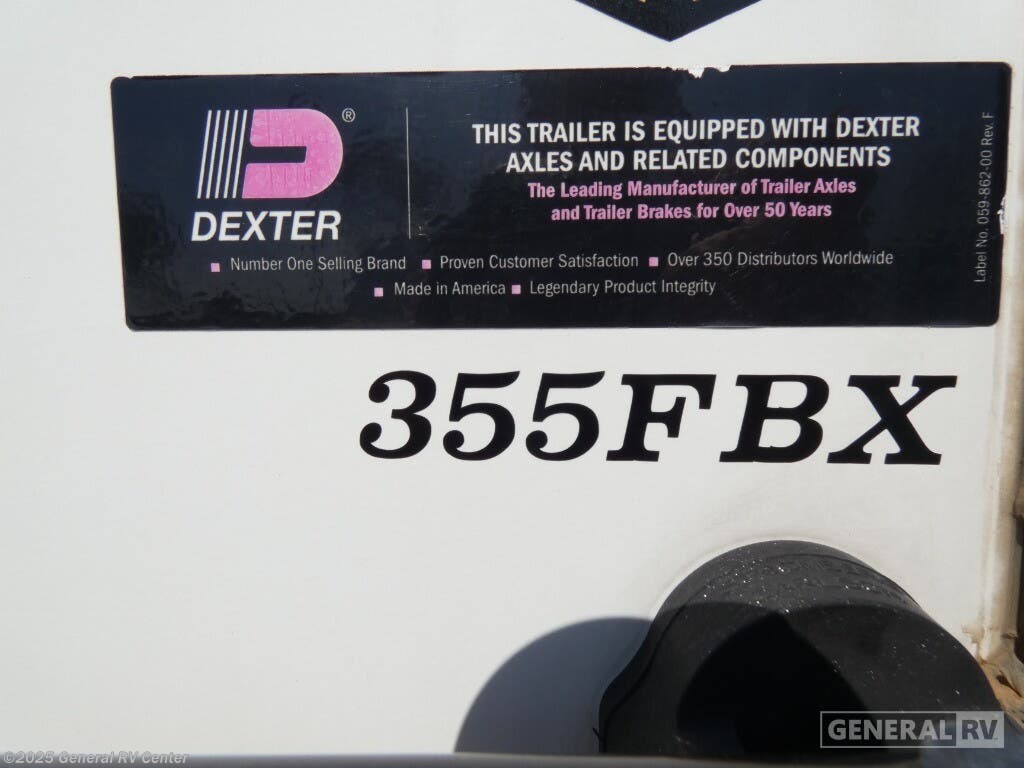 ®
DEXTER
THIS TRAILER IS EQUIPPED WITH DEXTER
AXLES AND RELATED COMPONENTS
The Leading Manufacturer of Trailer Axles
and Trailer Brakes for Over 50 Years
Number One Selling Brand ■ Proven Customer Satisfaction ■ Over 350 Distributors Worldwide
Made in America ■ Legendary Product Integrity
Label No. 059-862-00 Rev. F
355FBX
GENERAL RV
©2025 General RV Center